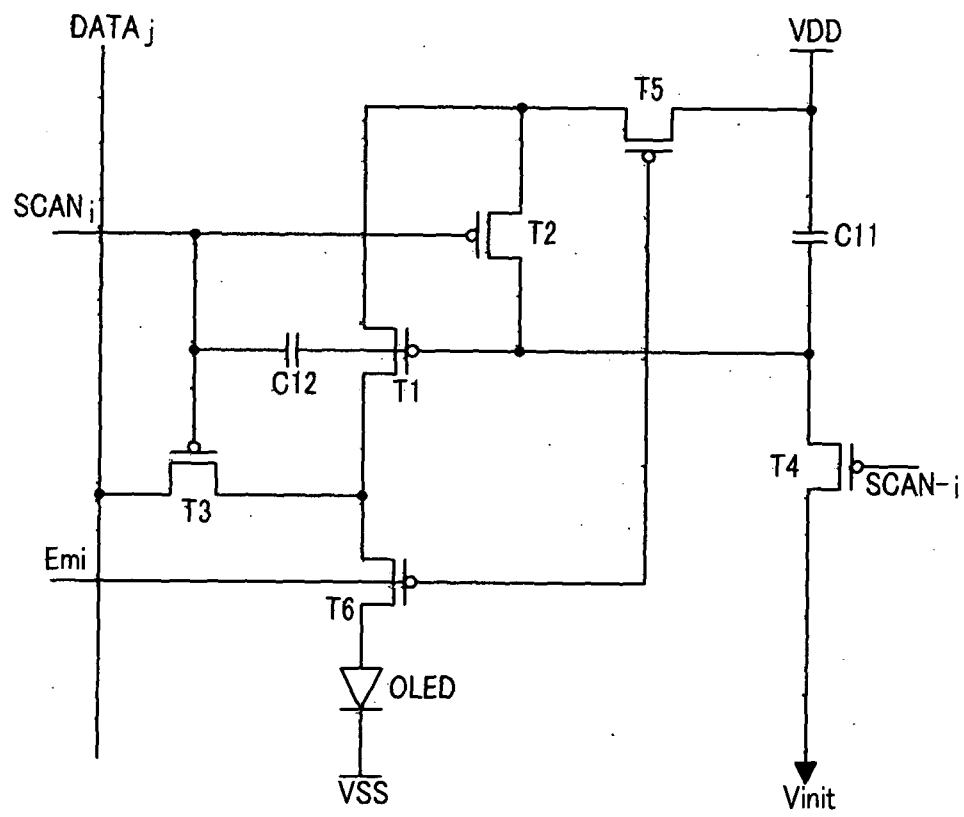 DATA j
VDD
T5
SCAN i
T2
C11
C12
T1
T4
SCAN-i
T3
Emi
T6
OLED
VSS
Vinit